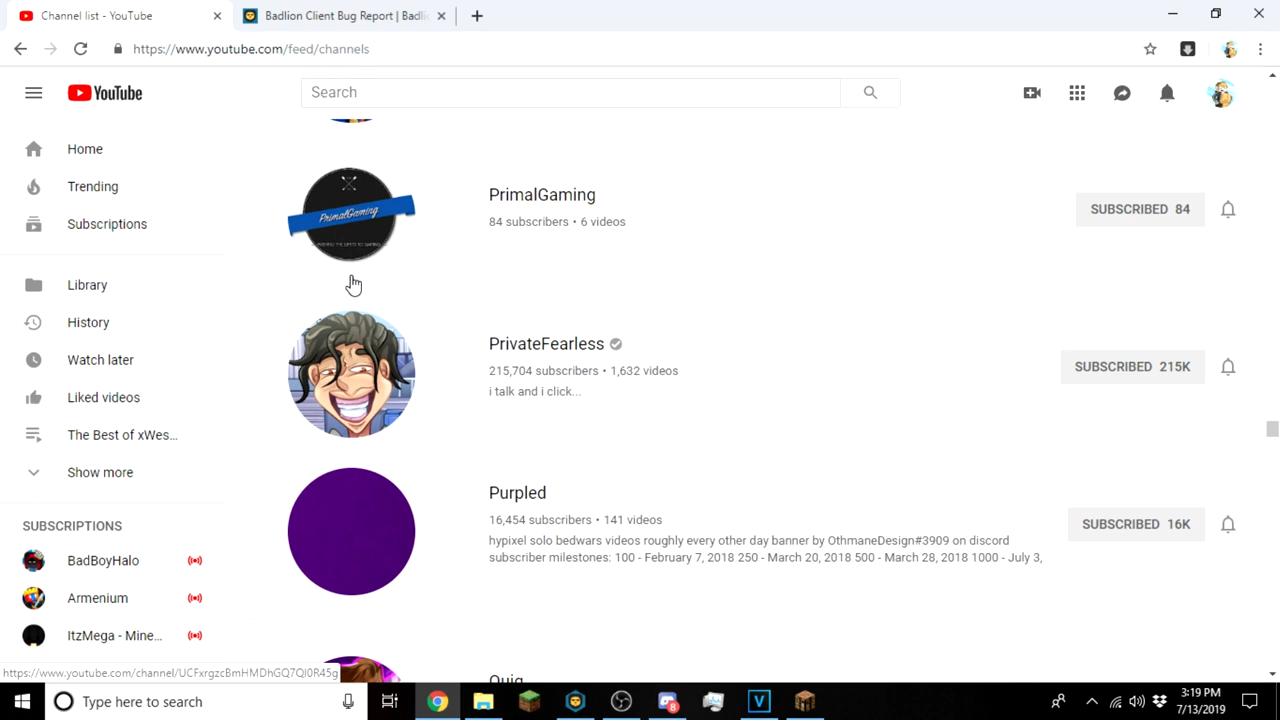 Channel list - YouTube
Badlion Client Bug Report | Badli
https://www.youtube.com/feed/channels
YouTube
Search
Home
Trending
Subscriptions
Library
History
Watch later
Liked videos
The Best of xWes...
Show more
SUBSCRIPTIONS
BadBoyHalo
Armenium
ItzMega - Mine...
PrimalGaming
PrimalGaming
84 subscribers • 6 videos
SUBSCRIBED 84
PrivateFearless
215,704 subscribers • 1,632 videos
i talk and i click...
SUBSCRIBED 215K
Purpled
16,454 subscribers • 141 videos
hypixel solo bedwars videos roughly every other day banner by OthmaneDesign#3909 on discord
subscriber milestones: 100 - February 7, 2018 250 - March 20, 2018 500 - March 28, 2018 1000 - July 3,
SUBSCRIBED 16K
Quig
https://www.youtube.com/channel/UCFxrgzcBmHMDhGQ7QI0R45g
Type here to search
8
3:19 PM
7/13/2019